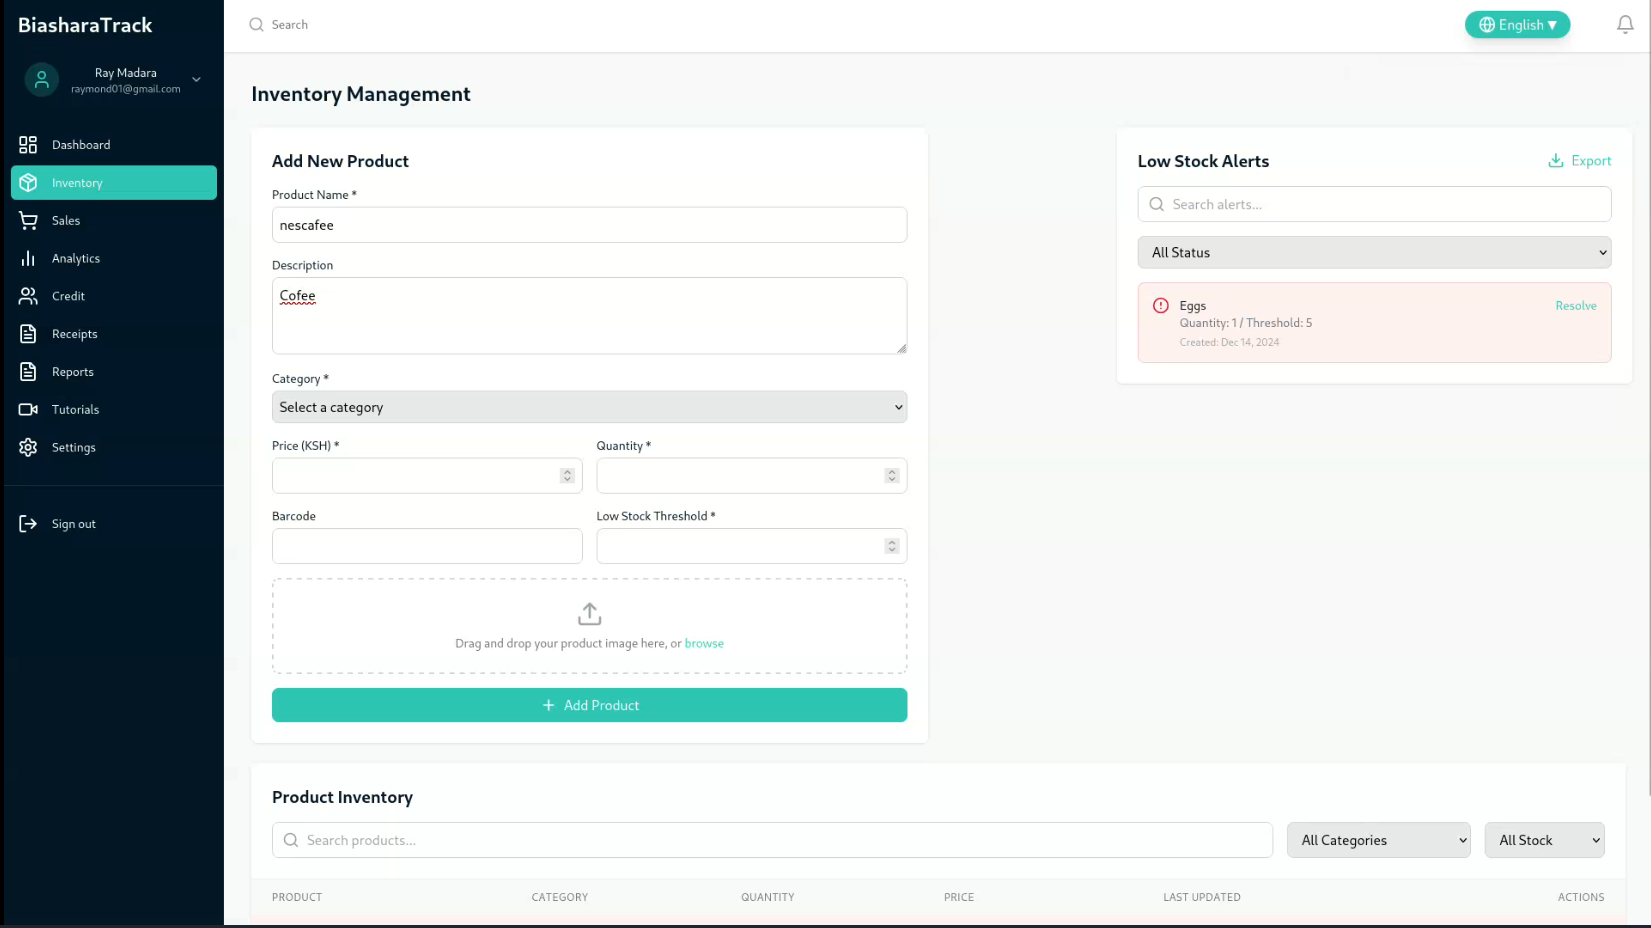 BiasharaTrack
Ray Madara
raymond01@gmail.com
Dashboard
Inventory
Sales
Analytics
Credit
Receipts
Reports
Tutorials
Settings
Sign out
Search
English ▼
Inventory Management
Add New Product
Product Name *
nescafee
Description
Cofee
Category *
Select a category
Price (KSH) *
Quantity *
Barcode
Low Stock Threshold *
Drag and drop your product image here, or browse
+ Add Product
Low Stock Alerts
Export
Search alerts...
All Status
Eggs
Resolve
Quantity: 1 / Threshold: 5
Created: Dec 14, 2024
Product Inventory
Search products...
All Categories
All Stock
PRODUCT CATEGORY QUANTITY PRICE LAST UPDATED ACTIONS